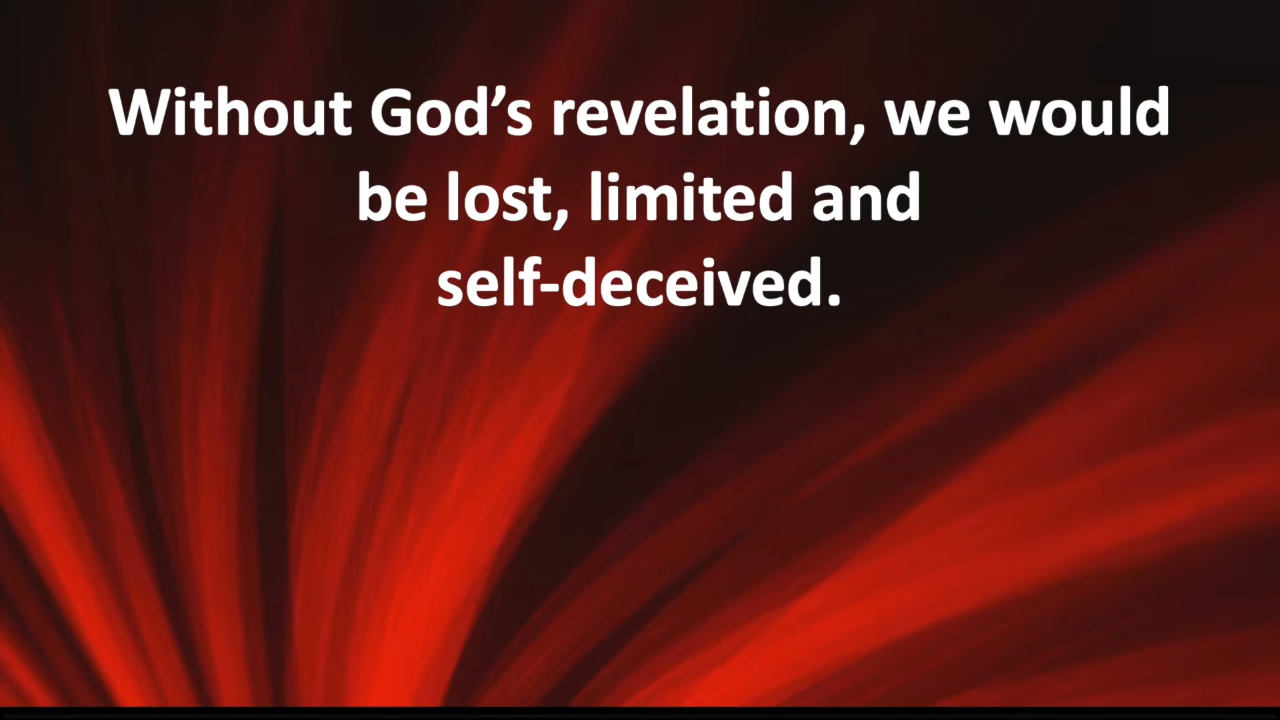 Without God’s revelation, we would
be lost, limited and
self-deceived.